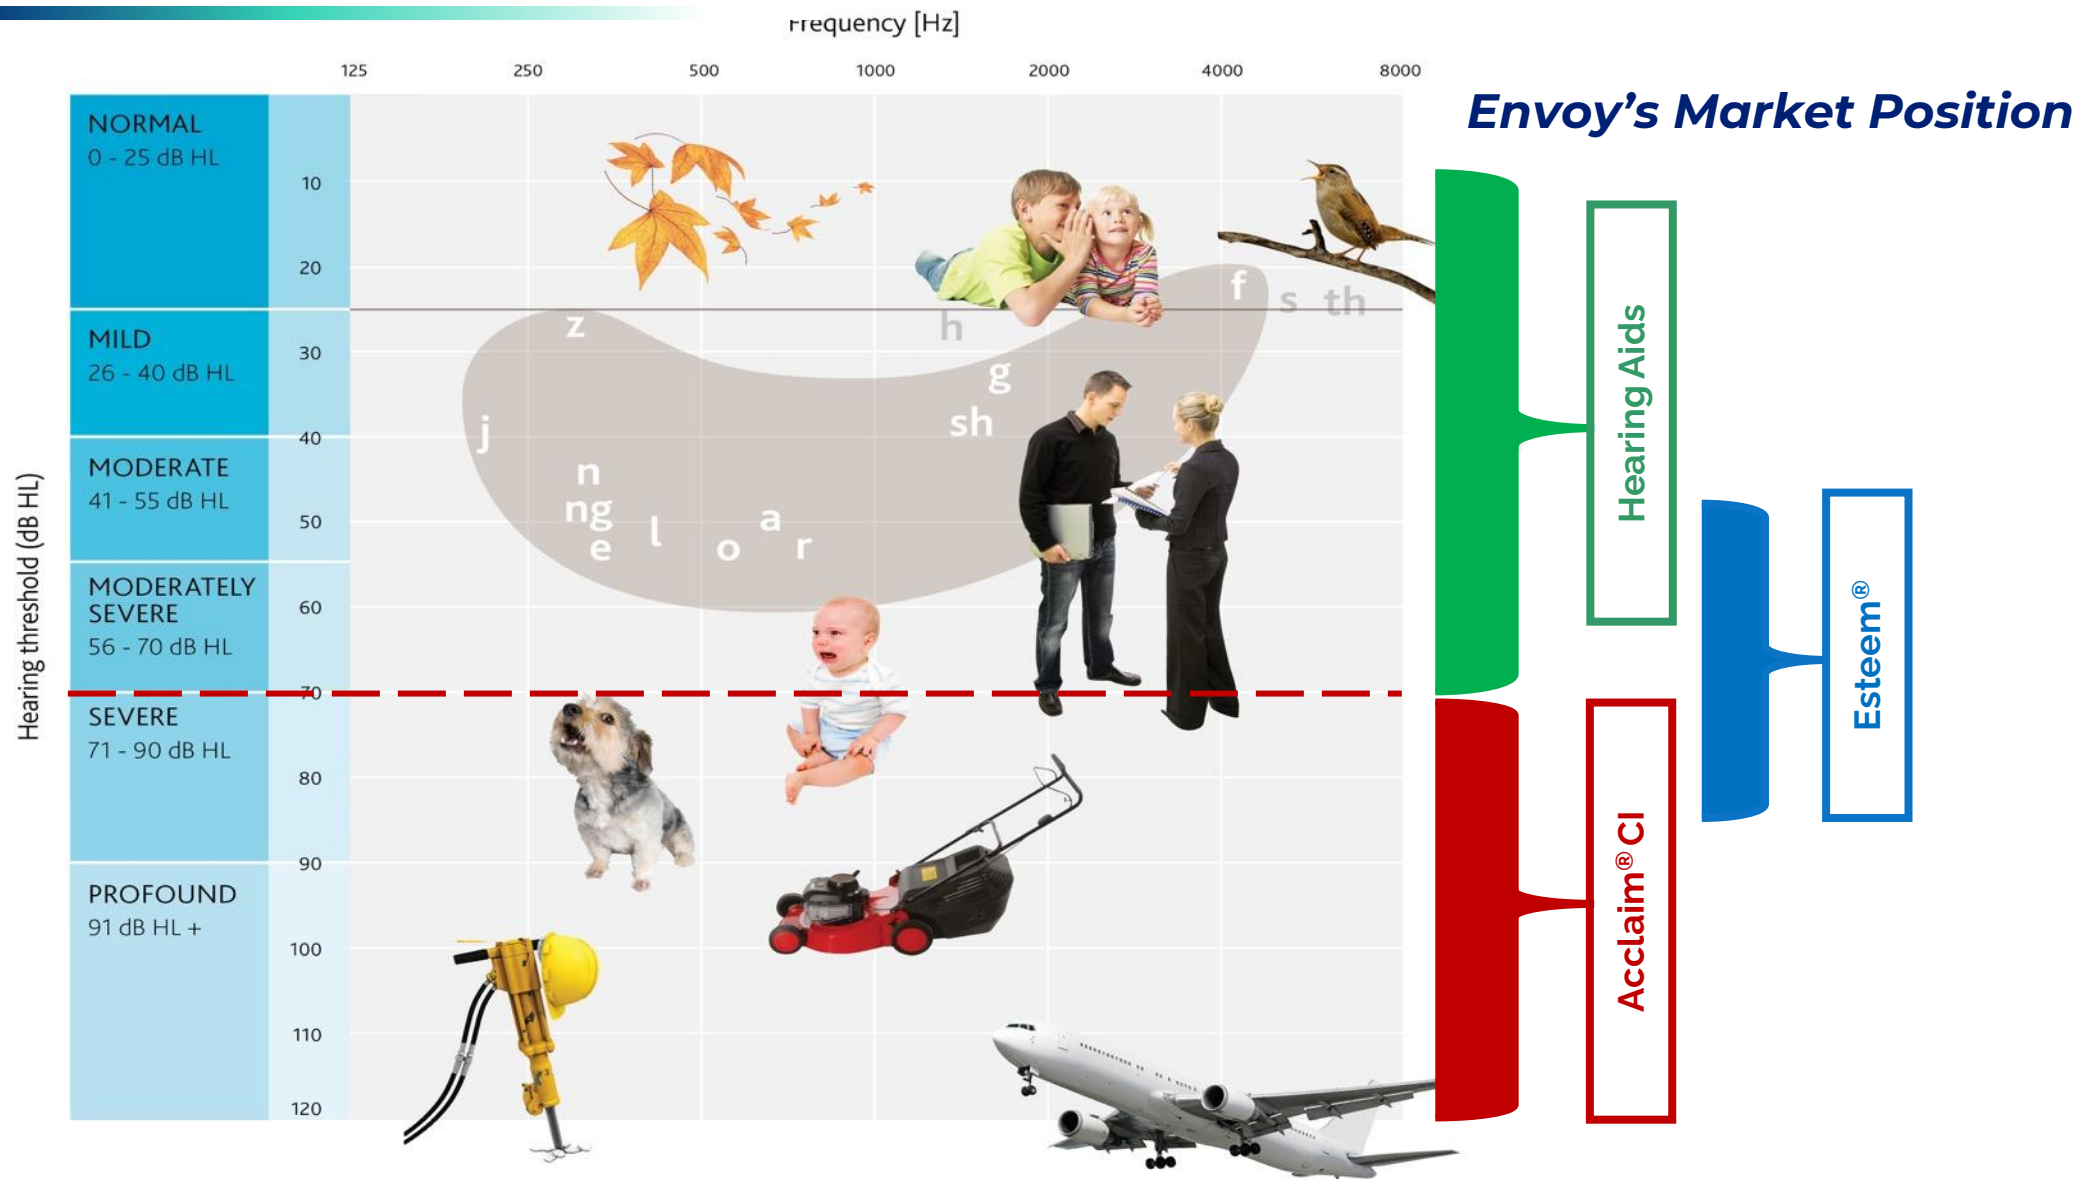 Frequency [Hz]
125 250 500 1000 2000 4000 8000
Envoy's Market Position
NORMAL
0 - 25 dB HL
10
20
MILD
26 - 40 dB HL
30
40
MODERATE
41 - 55 dB HL
50
MODERATELY
SEVERE
56 - 70 dB HL
60
70
SEVERE
71 - 90 dB HL
80
90
PROFOUND
91 dB HL +
100
110
120
Hearing threshold (dB HL)
f
s
th
z
h
g
sh
j
n
ng
e
l
a
o
r
Hearing Aids
Esteem®
Acclaim® CI